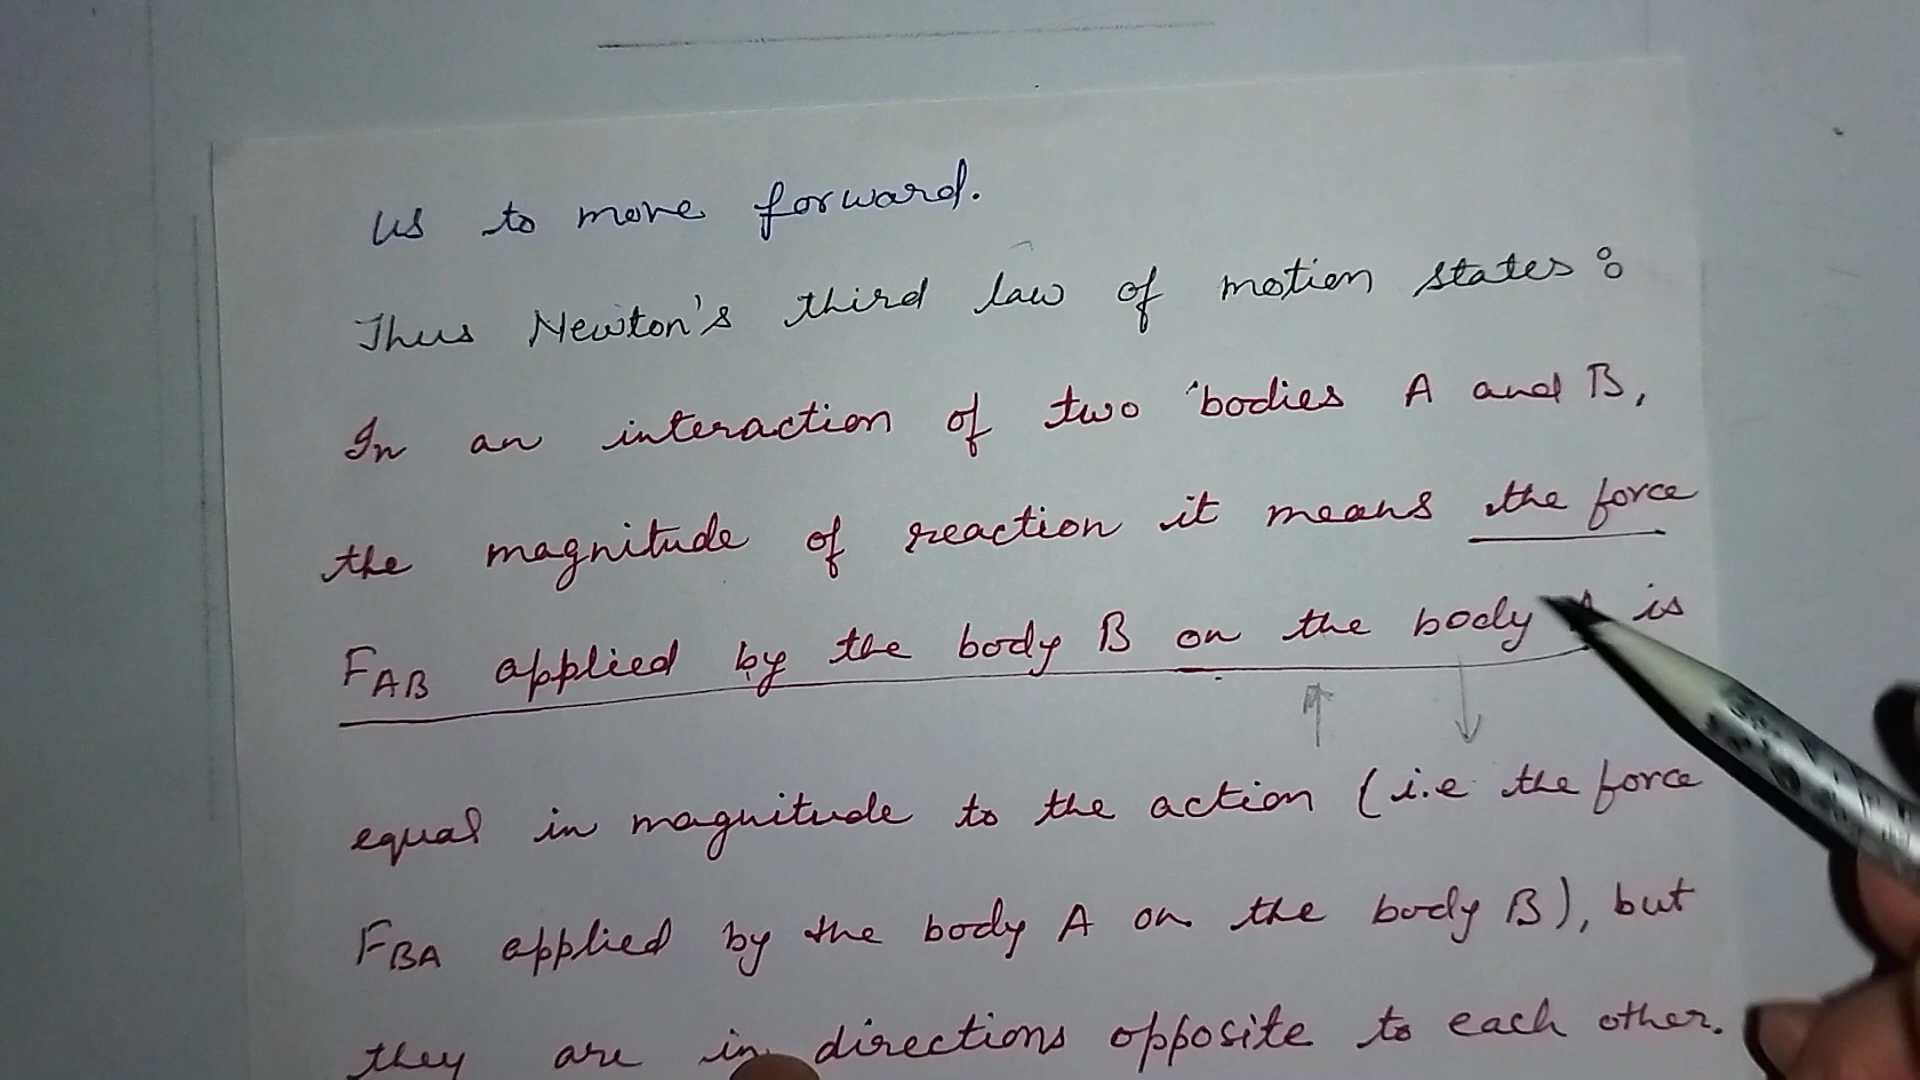 us to move forward.
Thus Newton's third law of motion states :
In an interaction of two bodies A and B,
the magnitude of reaction it means the force
FAB applied by the body B on the body A is
equal in magnitude to the action (i.e the force
FBA applied by the body A on the body B), but
they are in directions opposite to each other.